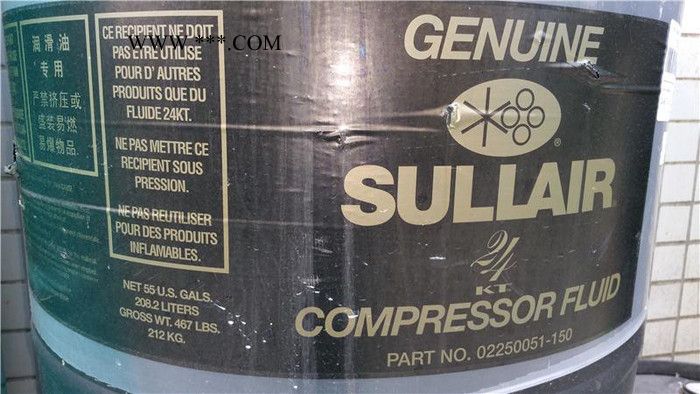 WWW.***.COM
润滑油
专用
严禁挤压或
盛装易燃
易爆物品.
CE RECIPIENT NE DOIT
PAS ETRE UTILISE
POUR D'AUTRES
PRODUITS QUE DU
FLUIDE 24KT.
NE PAS METTRE CE
RECIPIENT SOUS
PRESSION.
NE PAS REUTILISER
POUR DES PRODUITS
INFLAMABLES.
NET 55 U.S. GALS.
208.2 LITERS
GROSS WT. 467 LBS.
212 KG.
GENUINE
SULLAIR
24
KT
COMPRESSOR FLUID
PART NO. 02250051-150